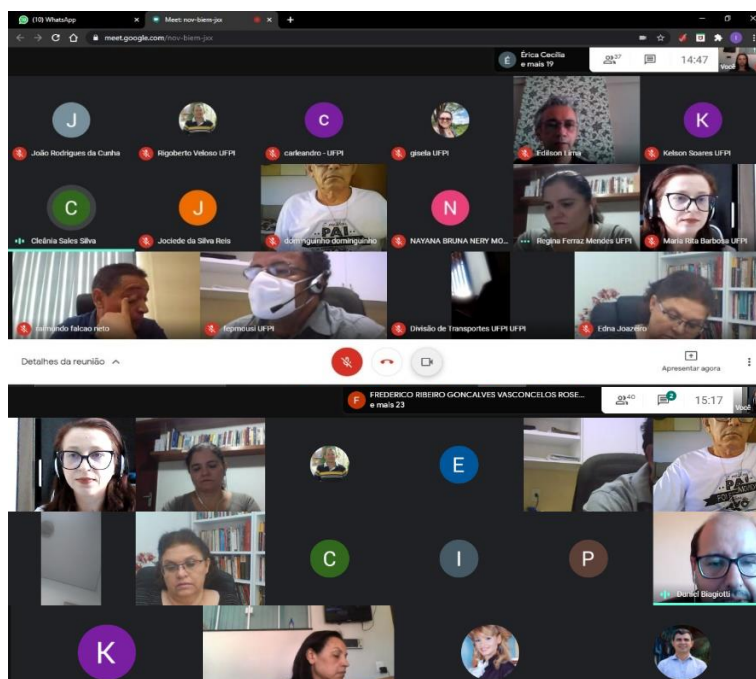 (10) WhatsApp
Meet: nov-biem-jxx
meet.google.com/nov-biem-jxx
É
Érica Cecília
e mais 19
37
14:47
Você
J
João Rodrigues da Cunha
Rigoberto Veloso UFPI
C
carleandro - UFPI
gisela UFPI
Edilson Lima
K
Kelson Soares UFPI
C
Cleânia Sales Silva
J
Jociede da Silva Reis
PAI
dominguinho dominguinho
N
NAYANA BRUNA NERY MO...
Regina Ferraz Mendes UFPI
Maria Rita Barbosa UFPI
raimundo falcao neto
fepmousi UFPI
Divisão de Transportes UFPI UFPI
Edna Joazeiro
Detalhes da reunião
Apresentar agora
F
FREDERICO RIBEIRO GONCALVES VASCONCELOS ROSE...
e mais 23
40
2
15:17
Você
E
PAI
C
I
P
Daniel Biagiotti
K